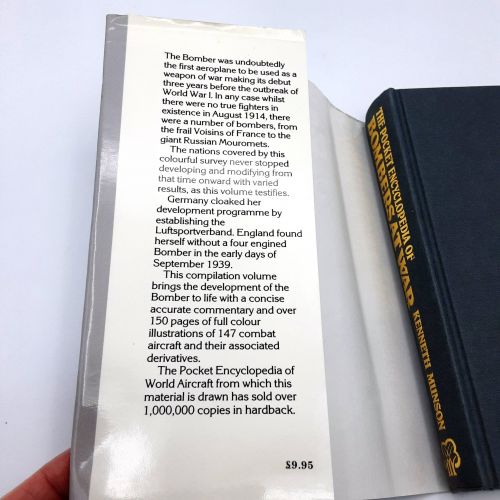 The Bomber was undoubtedly
the first aeroplane to be used as a
weapon of war making its debut
three years before the outbreak of
World War I. In any case whilst
there were no true fighters in
existence in August 1914, there
were a number of bombers, from
the frail Voisins of France to the
giant Russian Mouromets.
The nations covered by this
colourful survey never stopped
developing and modifying from
that time onward with varied
results, as this volume testifies.
Germany cloaked her
development programme by
establishing the
Luftsportverband. England found
herself without a four engined
Bomber in the early days of
September 1939.
This compilation volume
brings the development of the
Bomber to life with a concise
accurate commentary and over
150 pages of full colour
illustrations of 147 combat
aircraft and their associated
derivatives.
The Pocket Encyclopedia of
World Aircraft from which this
material is drawn has sold over
1,000,000 copies in hardback.
£9.95
THE POCKET ENCYCLOPEDIA OF
BOMBERS AT WAR
KENNETH MUNSON